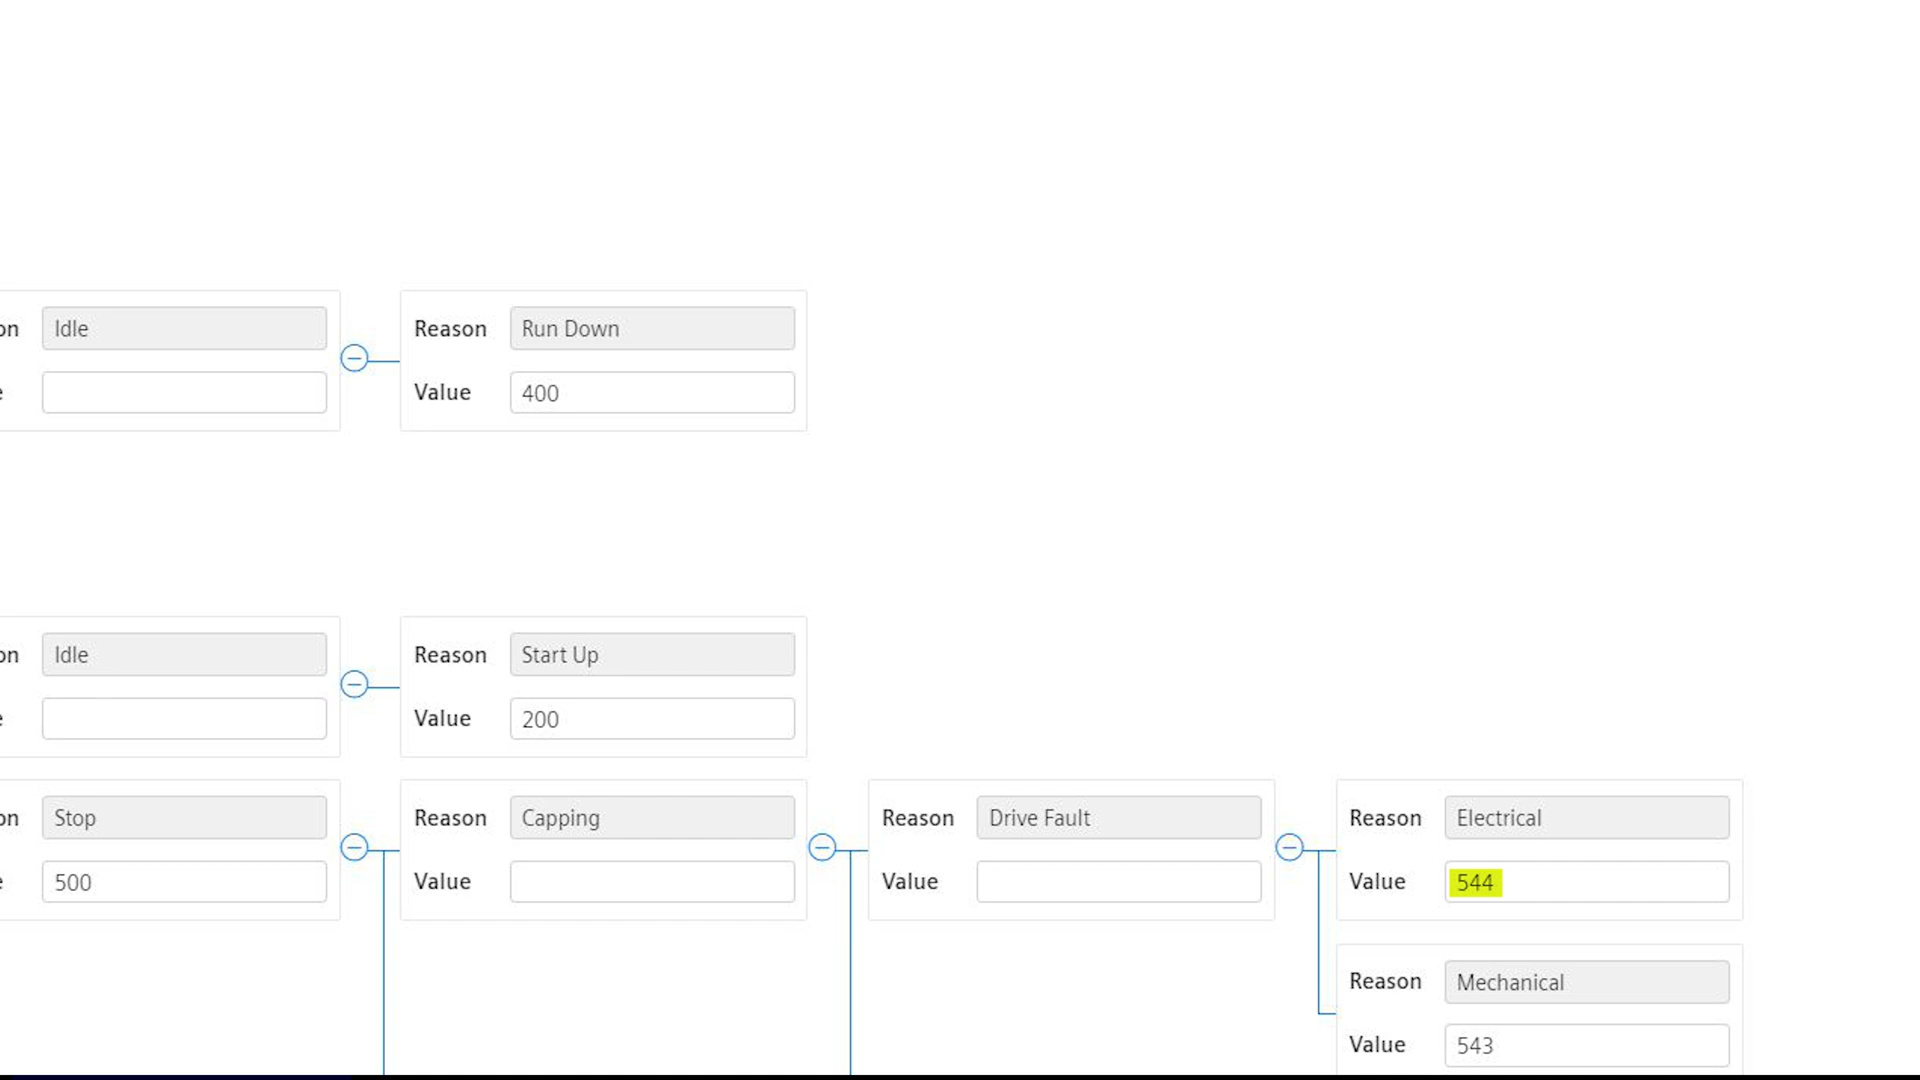 on Idle
Reason Run Down
e
Value 400
on Idle
Reason Start Up
e
Value 200
on Stop
Reason Capping
Reason Drive Fault
Reason Electrical
e 500
Value
Value
Value 544
Reason Mechanical
Value 543